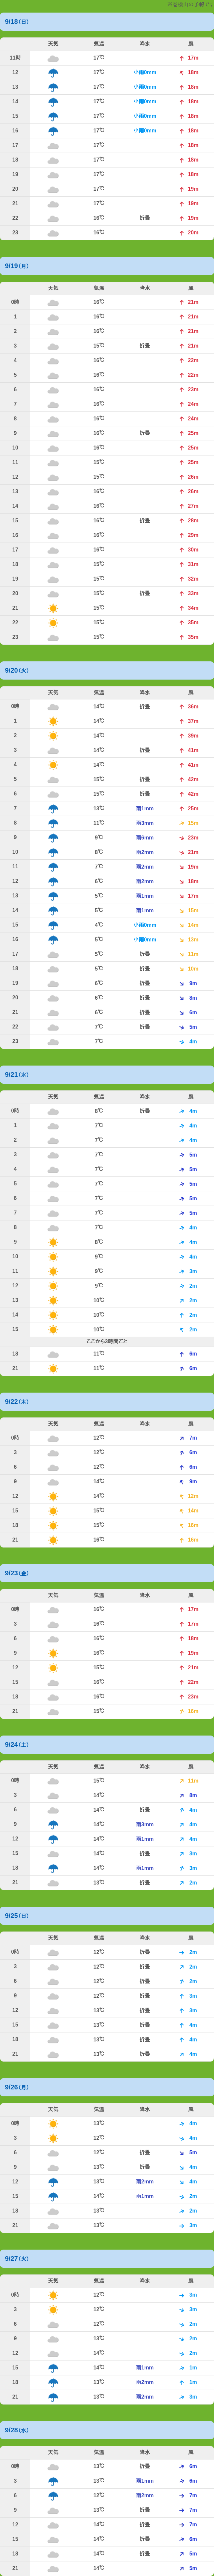 9/18(日)
天気 気温 降水 風
11時 17℃ 17m
12 17℃ 小雨0mm 18m
13 17℃ 小雨0mm 18m
14 17℃ 小雨0mm 18m
15 17℃ 小雨0mm 18m
16 17℃ 小雨0mm 18m
17 17℃ 18m
18 17℃ 18m
19 17℃ 18m
20 17℃ 19m
21 17℃ 19m
22 16℃ 折畳 19m
23 16℃ 20m
9/19(月)
天気 気温 降水 風
0時 16℃ 21m
1 16℃ 21m
2 16℃ 21m
3 15℃ 折畳 21m
4 16℃ 22m
5 16℃ 22m
6 16℃ 23m
7 16℃ 24m
8 16℃ 24m
9 16℃ 折畳 25m
10 16℃ 25m
11 15℃ 25m
12 15℃ 26m
13 16℃ 26m
14 16℃ 27m
15 16℃ 折畳 28m
16 16℃ 29m
17 16℃ 30m
18 15℃ 31m
19 15℃ 32m
20 15℃ 折畳 33m
21 15℃ 34m
22 15℃ 35m
23 15℃ 35m
9/20(火)
天気 気温 降水 風
0時 14℃ 折畳 36m
1 14℃ 37m
2 14℃ 39m
3 14℃ 折畳 41m
4 14℃ 41m
5 15℃ 折畳 42m
6 15℃ 折畳 42m
7 13℃ 雨1mm 25m
8 11℃ 雨3mm 15m
9 9℃ 雨6mm 23m
10 8℃ 雨2mm 21m
11 7℃ 雨2mm 19m
12 6℃ 雨2mm 18m
13 5℃ 雨1mm 17m
14 5℃ 雨1mm 15m
15 4℃ 小雨0mm 14m
16 5℃ 小雨0mm 13m
17 5℃ 折畳 11m
18 5℃ 折畳 10m
19 6℃ 折畳 9m
20 6℃ 折畳 8m
21 6℃ 折畳 6m
22 7℃ 折畳 5m
23 7℃ 4m
9/21(水)
天気 気温 降水 風
0時 8℃ 折畳 4m
1 7℃ 4m
2 7℃ 4m
3 7℃ 5m
4 7℃ 5m
5 7℃ 5m
6 7℃ 5m
7 7℃ 5m
8 7℃ 4m
9 8℃ 4m
10 9℃ 4m
11 9℃ 3m
12 9℃ 2m
13 10℃ 2m
14 10℃ 2m
15 10℃ 2m
ここから3時間ごと
18 11℃ 6m
21 11℃ 6m
9/22(木)
天気 気温 降水 風
0時 12℃ 7m
3 12℃ 6m
6 12℃ 6m
9 14℃ 9m
12 14℃ 12m
15 15℃ 14m
18 15℃ 16m
21 16℃ 16m
9/23(金)
天気 気温 降水 風
0時 16℃ 17m
3 16℃ 17m
6 16℃ 18m
9 16℃ 19m
12 15℃ 21m
15 16℃ 22m
18 16℃ 23m
21 15℃ 16m
9/24(土)
天気 気温 降水 風
0時 15℃ 11m
3 14℃ 8m
6 14℃ 折畳 4m
9 14℃ 雨3mm 4m
12 14℃ 雨1mm 4m
15 14℃ 折畳 3m
18 14℃ 雨1mm 3m
21 13℃ 折畳 2m
9/25(日)
天気 気温 降水 風
0時 12℃ 折畳 2m
3 12℃ 折畳 2m
6 12℃ 折畳 2m
9 12℃ 折畳 3m
12 13℃ 折畳 3m
15 13℃ 折畳 4m
18 13℃ 折畳 4m
21 13℃ 折畳 4m
9/26(月)
天気 気温 降水 風
0時 13℃ 4m
3 12℃ 4m
6 12℃ 折畳 5m
9 13℃ 折畳 4m
12 13℃ 雨2mm 4m
15 14℃ 雨1mm 2m
18 13℃ 2m
21 13℃ 3m
9/27(火)
天気 気温 降水 風
0時 12℃ 3m
3 13℃ 3m
6 12℃ 2m
9 13℃ 2m
12 14℃ 2m
15 14℃ 雨1mm 1m
18 13℃ 雨2mm 1m
21 13℃ 雨2mm 3m
9/28(水)
天気 気温 降水 風
0時 13℃ 折畳 6m
3 13℃ 雨1mm 6m
6 12℃ 雨2mm 7m
9 13℃ 折畳 7m
12 14℃ 折畳 7m
15 14℃ 折畳 6m
18 14℃ 折畳 5m
21 14℃ 折畳 5m